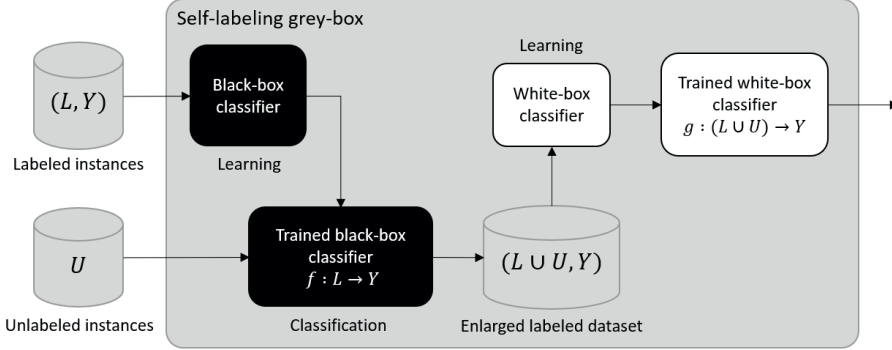 Self-labeling grey-box
(L, Y)
Labeled instances
Black-box
classifier
Learning
Learning
White-box
classifier
Trained white-box
classifier
g : (L ∪ U) → Y
U
Unlabeled instances
Trained black-box
classifier
f : L → Y
Classification
(L ∪ U, Y)
Enlarged labeled dataset